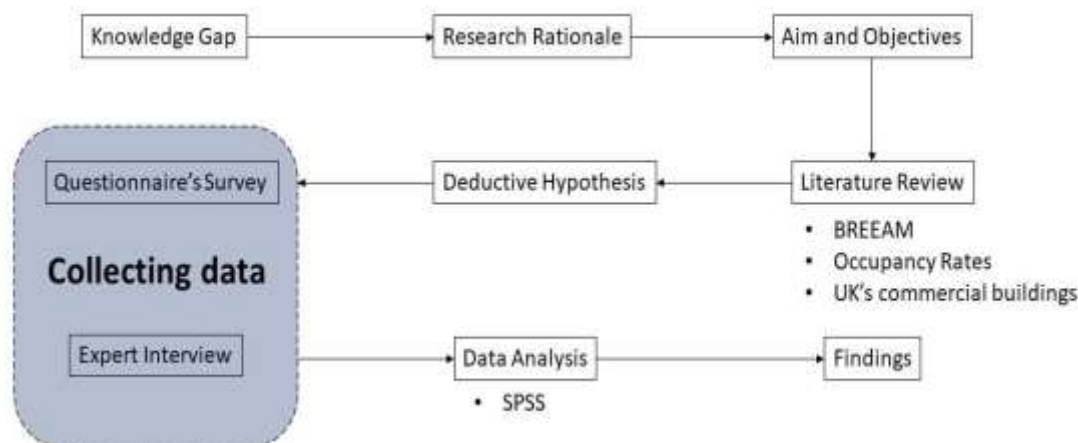 Knowledge Gap
Research Rationale
Aim and Objectives
Questionnaire's Survey
Deductive Hypothesis
Literature Review
• BREEAM
• Occupancy Rates
• UK's commercial buildings
Collecting data
Expert Interview
Data Analysis
• SPSS
Findings